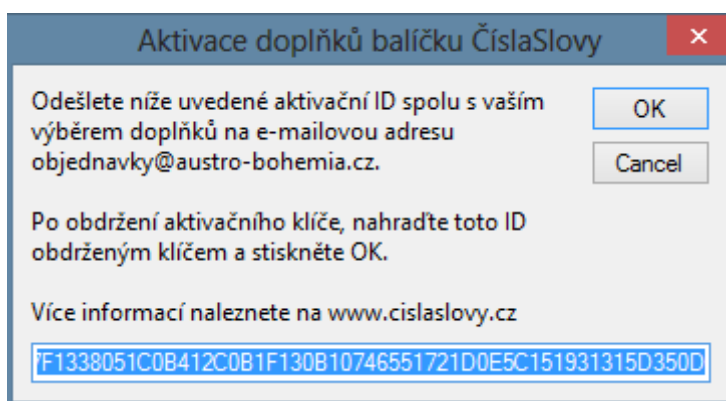 Aktivace doplňků balíčku ČíslaSlovy
Odešlete níže uvedené aktivační ID spolu s vaším
výběrem doplňků na e-mailovou adresu
objednavky@austro-bohemia.cz.
OK
Cancel
Po obdržení aktivačního klíče, nahraďte toto ID
obdrženým klíčem a stiskněte OK.
Více informací naleznete na www.cislaslovy.cz
7F1338051C0B412C0B1F130B10746551721D0E5C151931315D350D